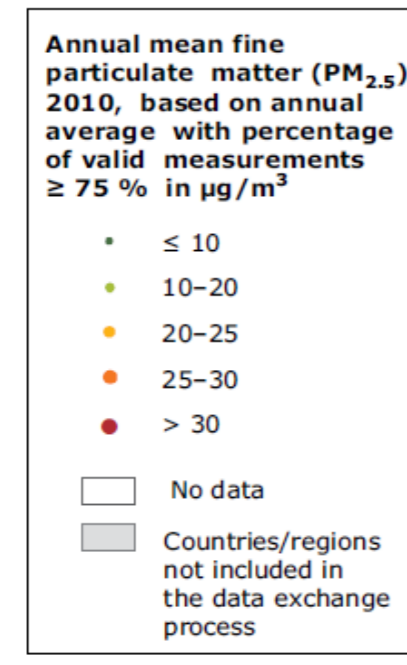 Annual mean fine
particulate matter (PM2.5)
2010, based on annual
average with percentage
of valid measurements
≥ 75 % in µg/m³
≤ 10
10–20
20–25
25–30
> 30
No data
Countries/regions
not included in
the data exchange
process